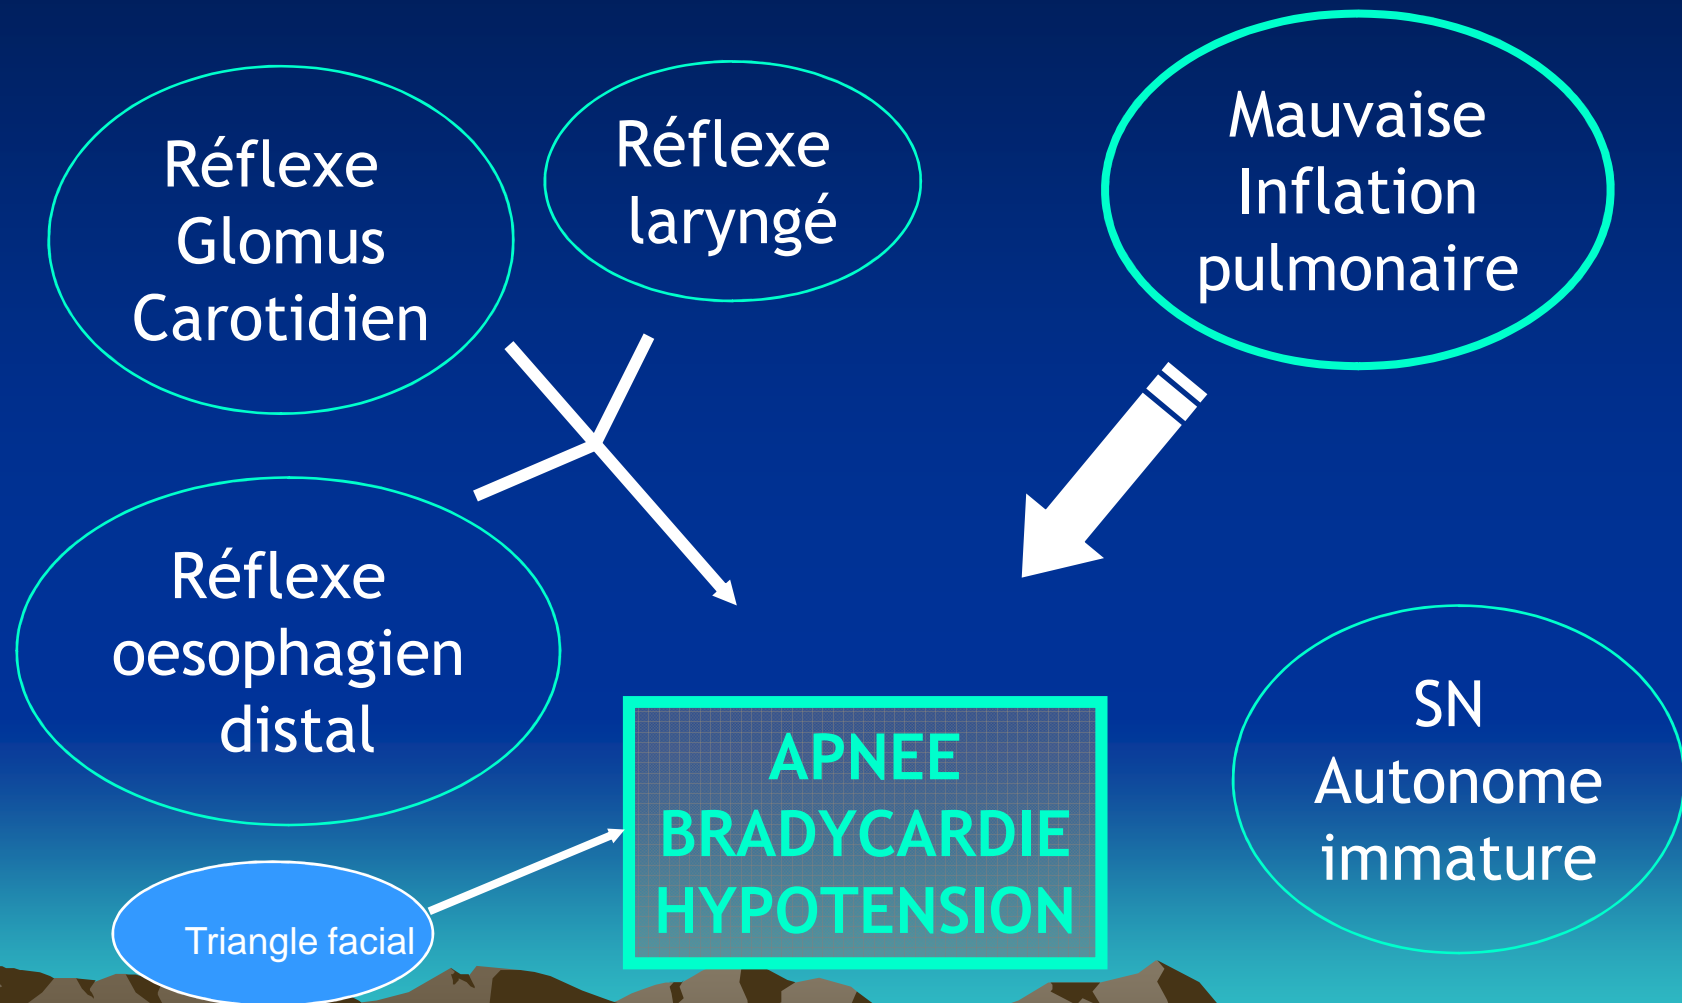 Réflexe
Glomus
Carotidien
Réflexe
laryngé
Mauvaise
Inflation
pulmonaire
Réflexe
oesophagien
distal
SN
Autonome
immature
APNEE
BRADYCARDIE
HYPOTENSION
Triangle facial